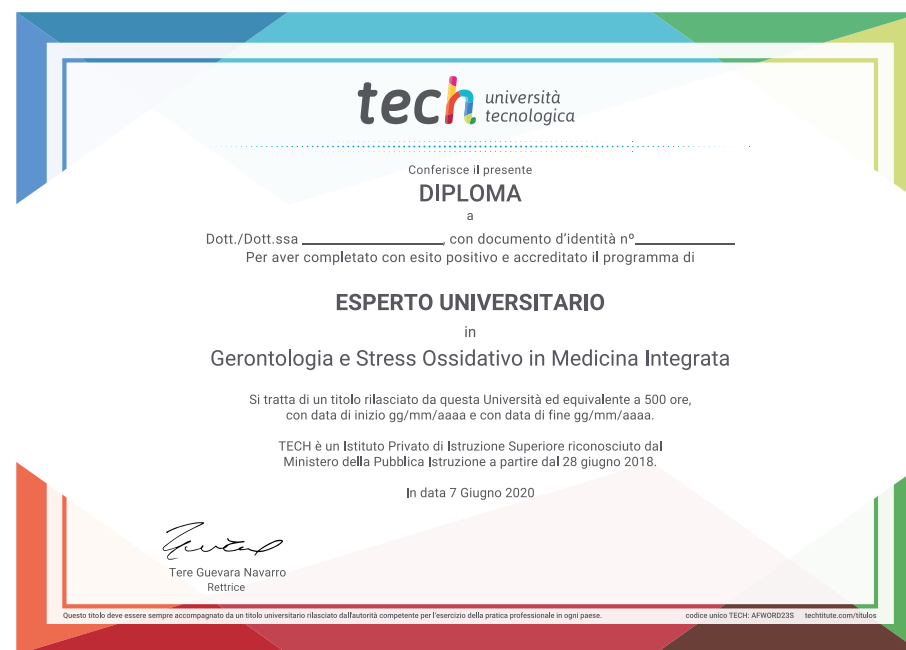 tech università
tecnologica
Conferisce il presente
DIPLOMA
a
Dott./Dott.ssa ____________________, con documento d'identità nº______________
Per aver completato con esito positivo e accreditato il programma di
ESPERTO UNIVERSITARIO
in
Gerontologia e Stress Ossidativo in Medicina Integrata
Si tratta di un titolo rilasciato da questa Università ed equivalente a 500 ore,
con data di inizio gg/mm/aaaa e con data di fine gg/mm/aaaa.
TECH è un Istituto Privato di Istruzione Superiore riconosciuto dal
Ministero della Pubblica Istruzione a partire dal 28 giugno 2018.
In data 7 Giugno 2020
Tere Guevara Navarro
Rettrice
Questo titolo deve essere sempre accompagnato da un titolo universitario rilasciato dall'autorità competente per l'esercizio della pratica professionale in ogni paese. codice unico TECH: AFWORD23S techtitute.com/titulos